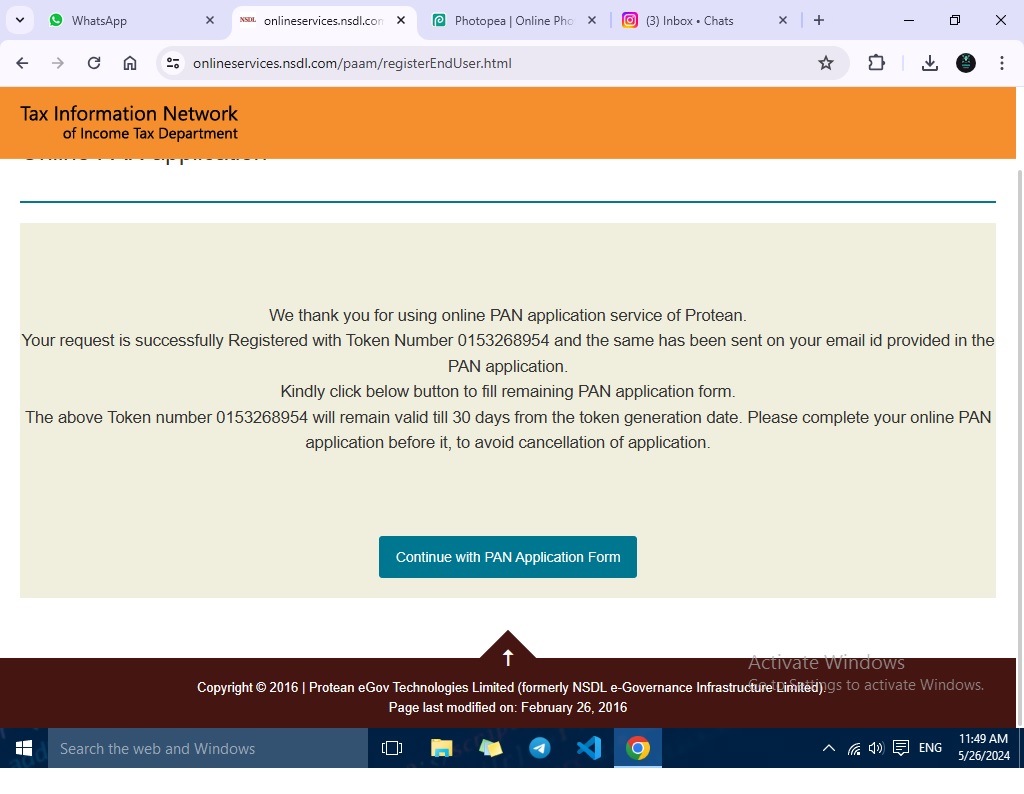 WhatsApp
NSDL onlineservices.nsdl.con
Photopea | Online Pho
(3) Inbox • Chats
onlineservices.nsdl.com/paam/registerEndUser.html
Tax Information Network
of Income Tax Department
Online PAN application
We thank you for using online PAN application service of Protean.
Your request is successfully Registered with Token Number 0153268954 and the same has been sent on your email id provided in the
PAN application.
Kindly click below button to fill remaining PAN application form.
The above Token number 0153268954 will remain valid till 30 days from the token generation date. Please complete your online PAN
application before it, to avoid cancellation of application.
Continue with PAN Application Form
Activate Windows
Go to Settings to activate Windows.
Copyright © 2016 | Protean eGov Technologies Limited (formerly NSDL e-Governance Infrastructure Limited)
Page last modified on: February 26, 2016
Search the web and Windows
ENG
11:49 AM
5/26/2024